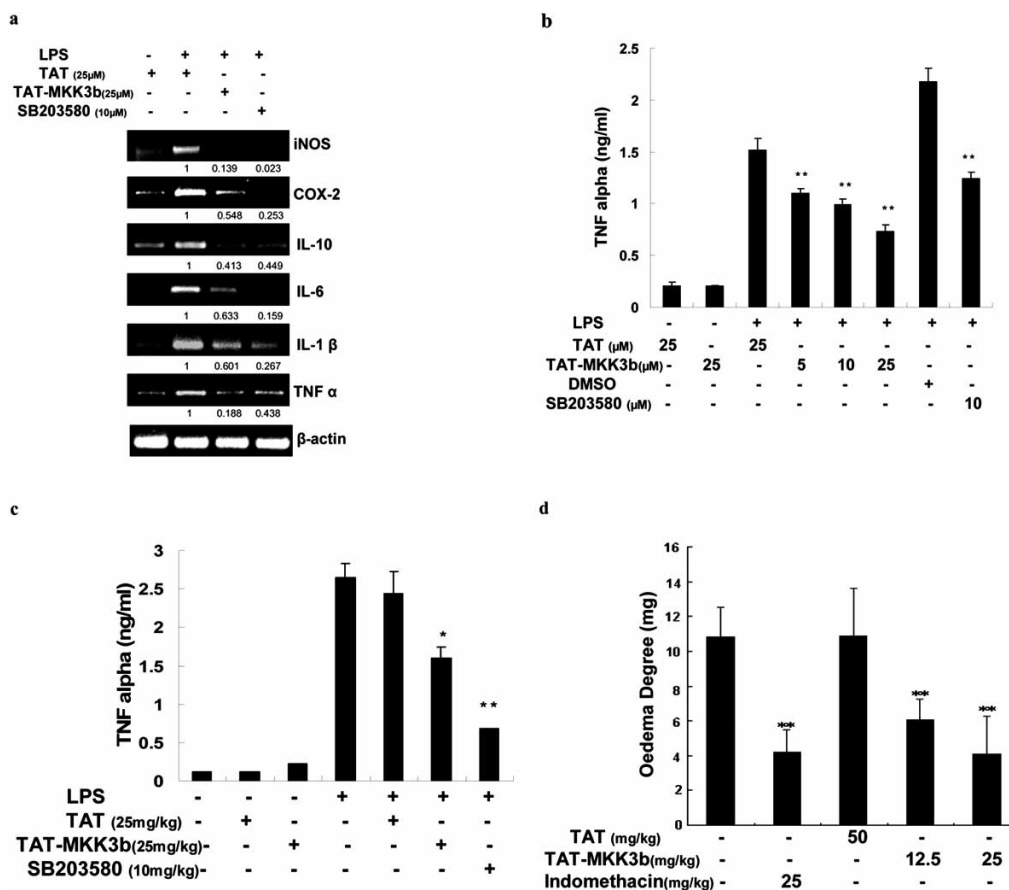 a
LPS - + + +
TAT (25μM) + + - -
TAT-MKK3b(25μM) - - + -
SB203580 (10μM) - - - +
iNOS
1 0.139 0.023
COX-2
1 0.548 0.253
IL-10
1 0.413 0.449
IL-6
1 0.633 0.159
IL-1 β
1 0.601 0.267
TNF α
1 0.188 0.438
β-actin
b
TNF alpha (ng/ml)
2.5
2
1.5
1
0.5
0
** ** ** **
LPS - - + + + + + +
TAT (μM) 25 - 25 - - - - -
TAT-MKK3b(μM) - 25 - 5 10 25 - -
DMSO - - - - - - + -
SB203580 (μM) - - - - - - - 10
c
TNF alpha (ng/ml)
3
2.5
2
1.5
1
0.5
0
* **
LPS - - - + + + +
TAT (25mg/kg) - + - - + - -
TAT-MKK3b(25mg/kg)- - + - - + -
SB203580 (10mg/kg)- - - - - - +
d
Oedema Degree (mg)
16
14
12
10
8
6
4
2
0
** ** **
TAT (mg/kg) - - 50 - -
TAT-MKK3b(mg/kg) - - - 12.5 25
Indomethacin(mg/kg) - 25 - - -